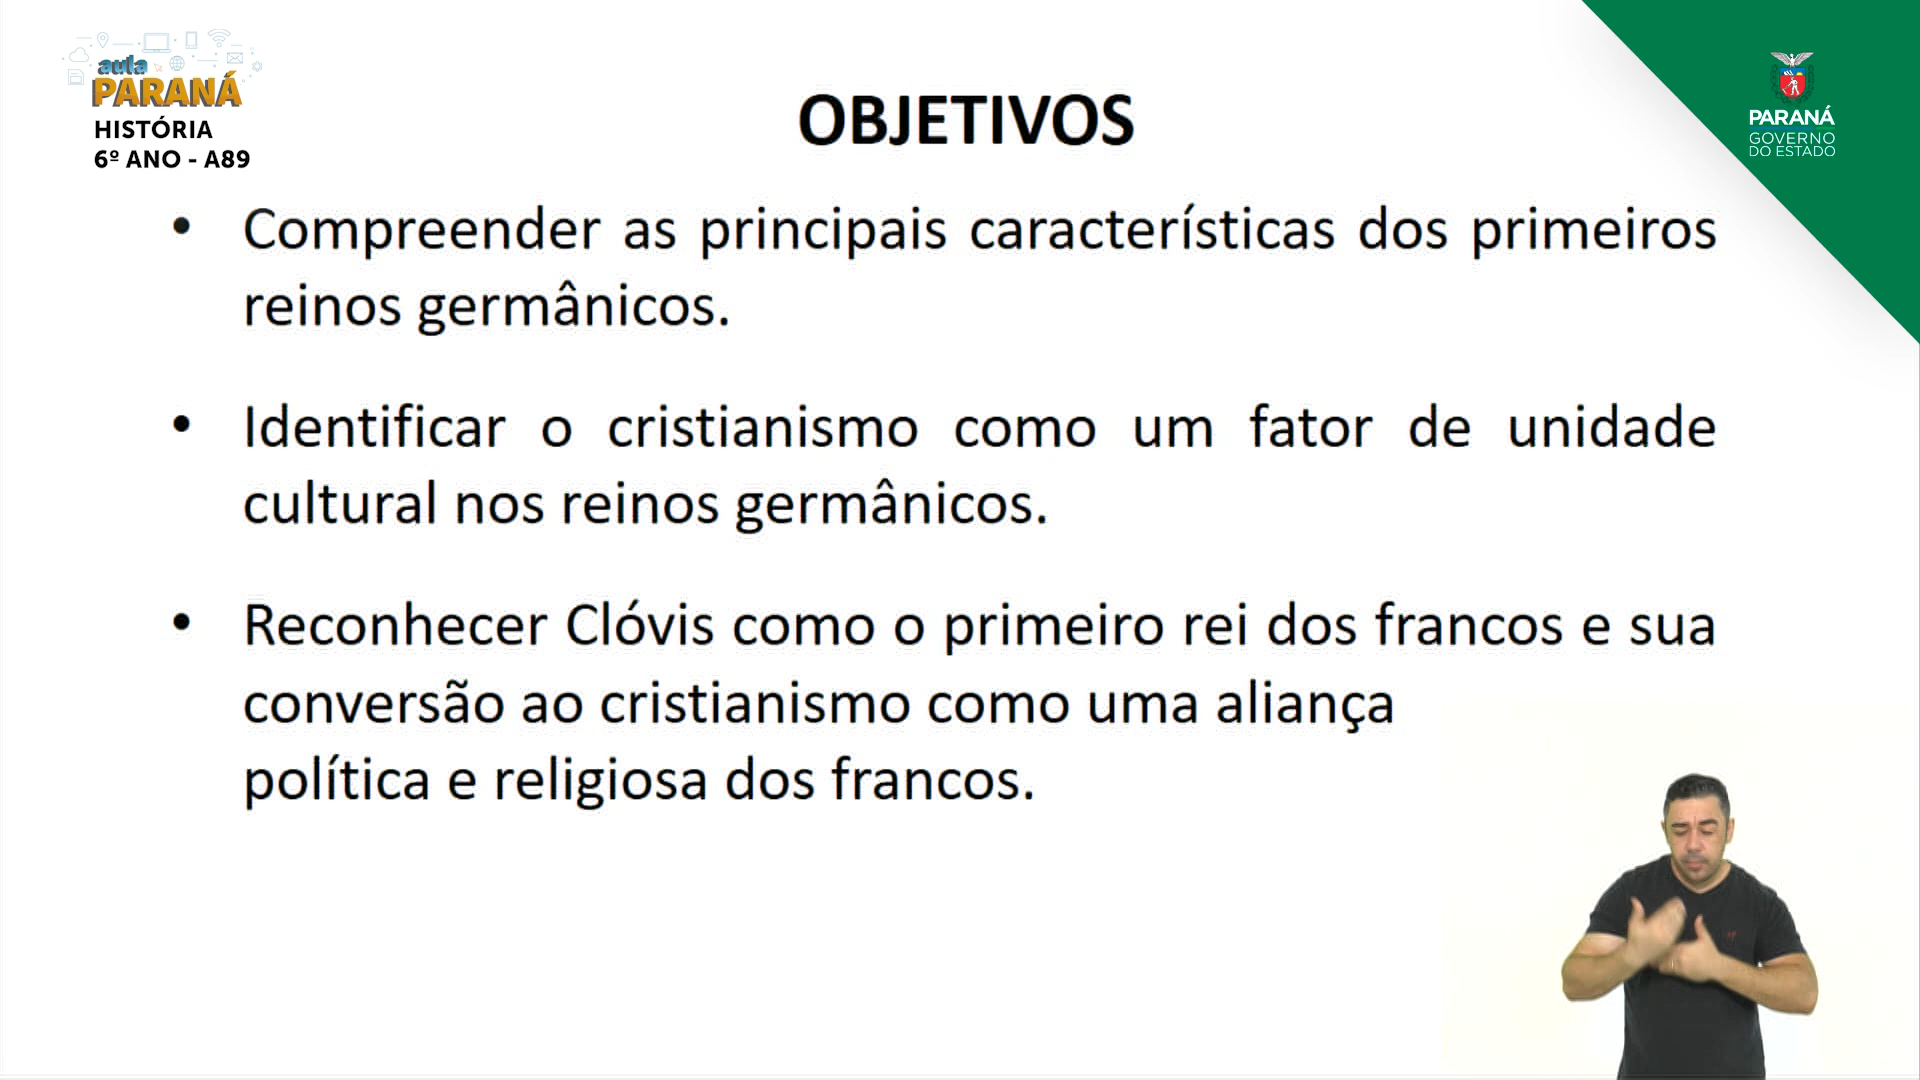 aula
PARANÁ
HISTÓRIA
6º ANO - A89
PARANÁ
GOVERNO
DO ESTADO
OBJETIVOS
• Compreender as principais características dos primeiros
reinos germânicos.
• Identificar o cristianismo como um fator de unidade
cultural nos reinos germânicos.
• Reconhecer Clóvis como o primeiro rei dos francos e sua
conversão ao cristianismo como uma aliança
política e religiosa dos francos.